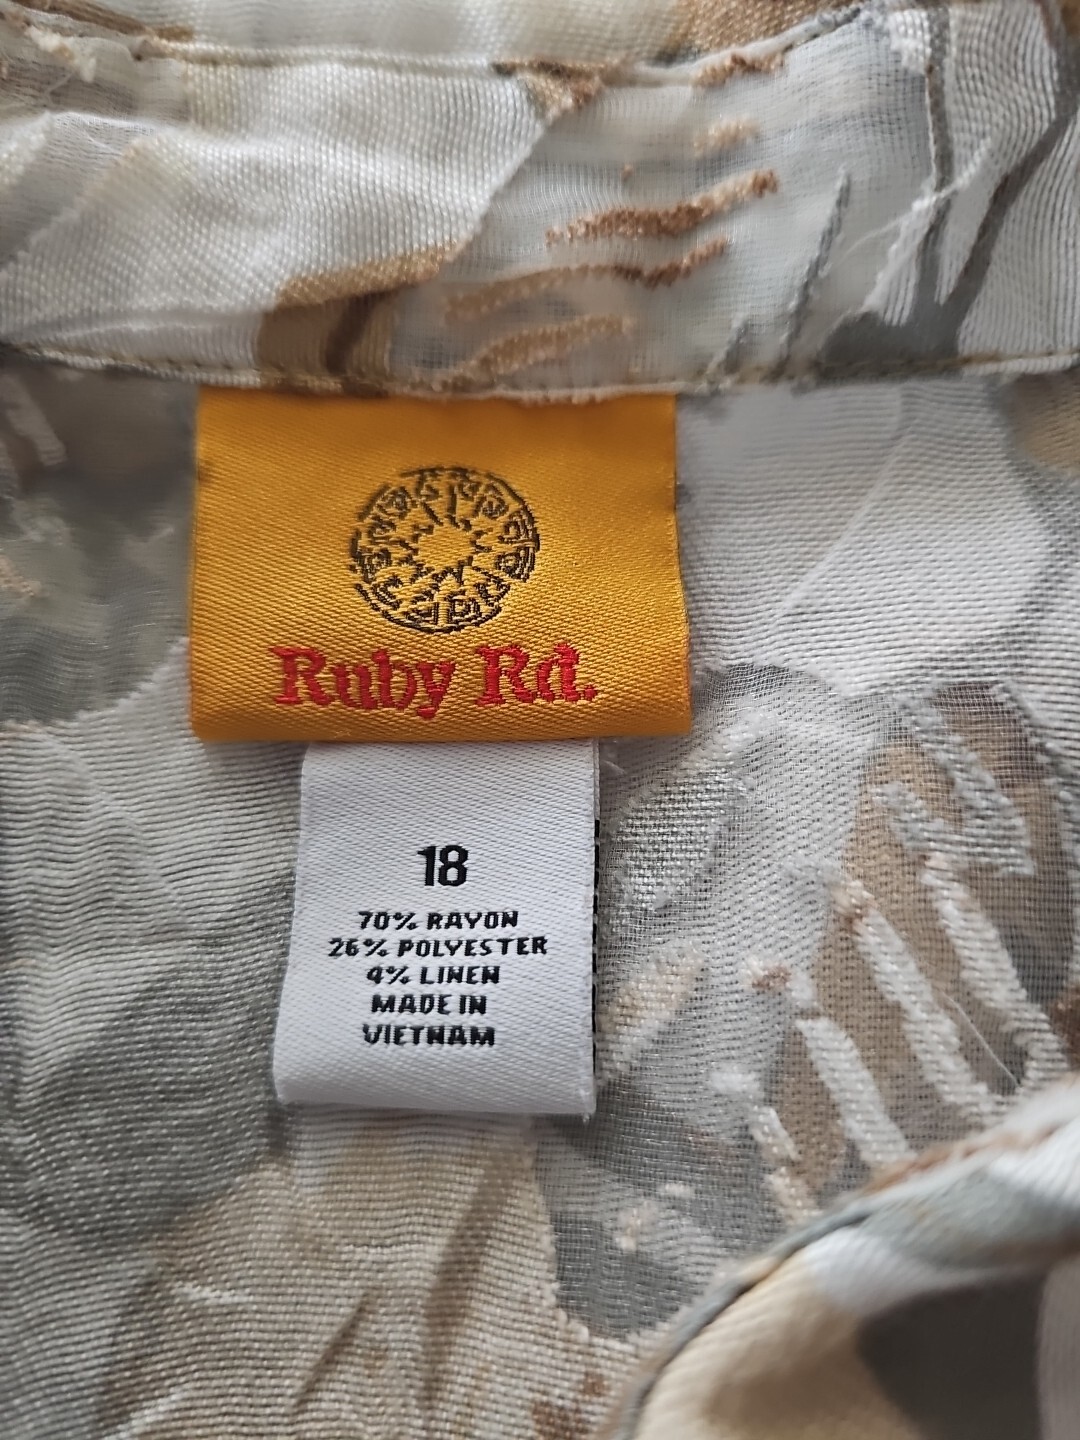 Ruby Rd.
18
70% RAYON
26% POLYESTER
4% LINEN
MADE IN
VIETNAM